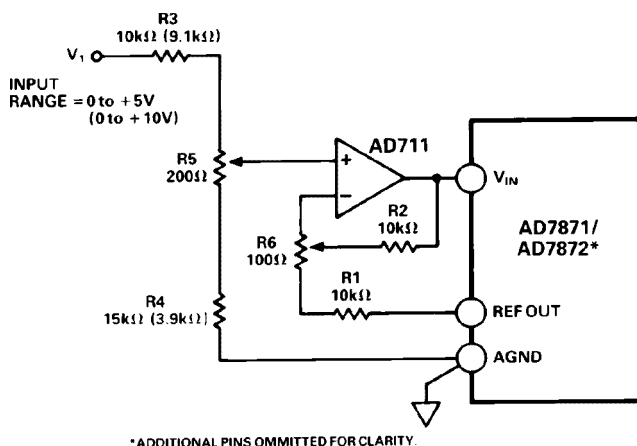 R3
10kΩ (9.1kΩ)
V₁
INPUT
RANGE = 0 to +5V
(0 to +10V)
AD711
R5
200Ω
+
−
VIN
R2
10kΩ
AD7871/
AD7872*
R6
100Ω
R1
10kΩ
REF OUT
R4
15kΩ (3.9kΩ)
AGND
*ADDITIONAL PINS OMMITTED FOR CLARITY.